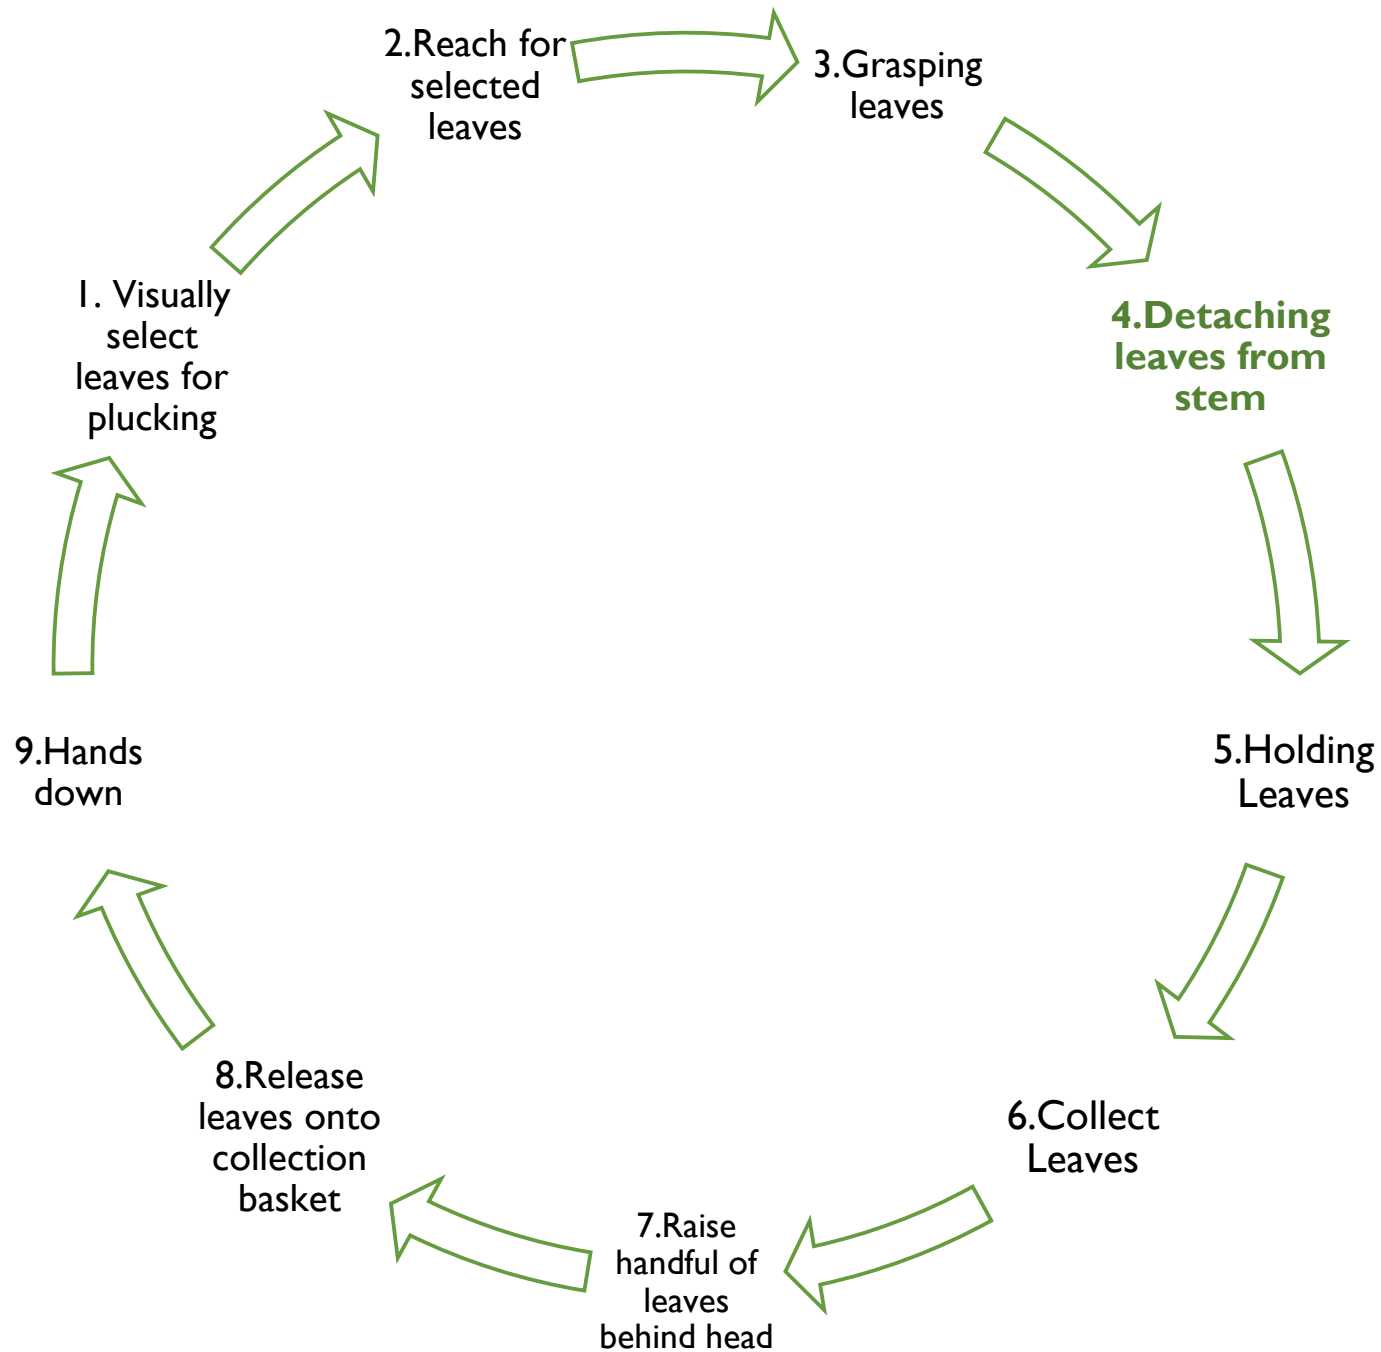 1. Visually
select
leaves for
plucking
2.Reach for
selected
leaves
3.Grasping
leaves
4.Detaching
leaves from
stem
5.Holding
Leaves
6.Collect
Leaves
7.Raise
handful of
leaves
behind head
8.Release
leaves onto
collection
basket
9.Hands
down